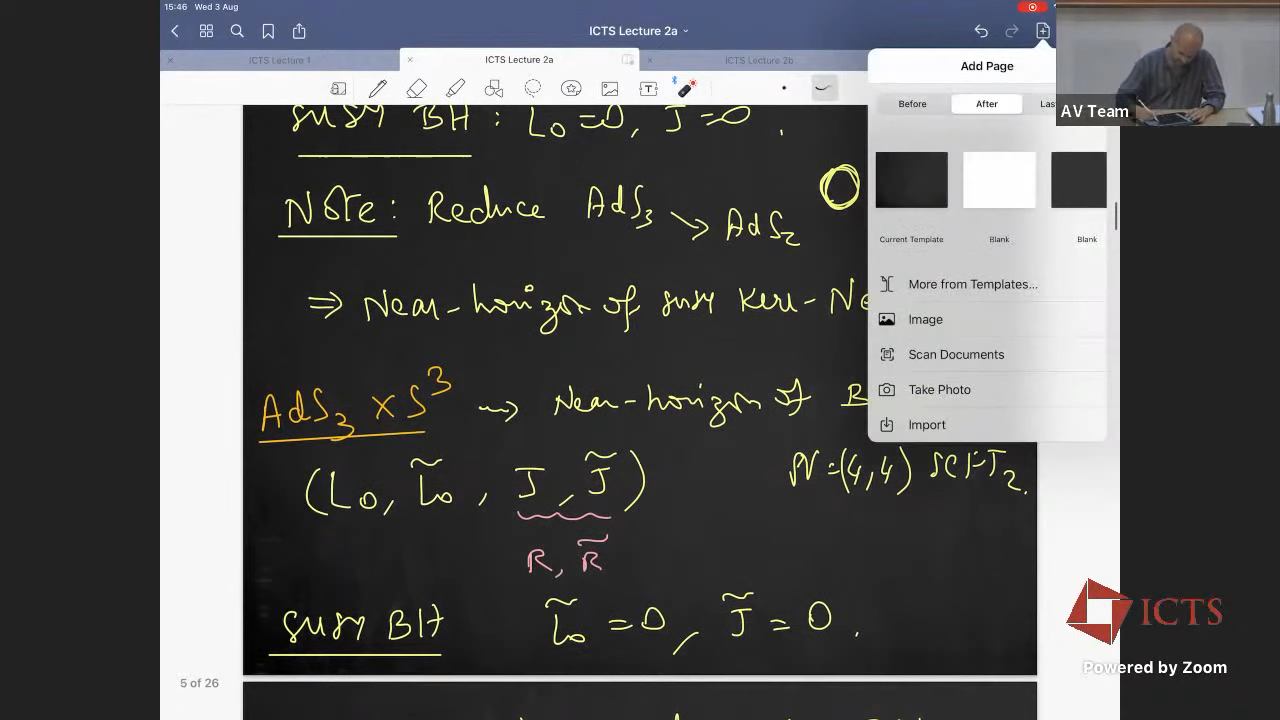 15:46 Wed 3 Aug
ICTS Lecture 2a
ICTS Lecture 1
ICTS Lecture 2a
ICTS Lecture 2b
Add Page
Before After Las
AV Team
Current Template Blank Blank
More from Templates...
Image
Scan Documents
Take Photo
Import
SUSY BH : L₀ = 0, J = 0 .
Note: Reduce AdS₃ ↘ AdS₂
⇒ Near-horizon of susy Kerr-Ne
AdS₃ × S³ ⇝ Near-horizon of B
(L₀, L̃₀, J, J̃) N=(4,4) SCFT₂.
R, R̃
SUSY BH L̃₀ = 0, J̃ = 0 .
5 of 26
ICTS
Powered by Zoom